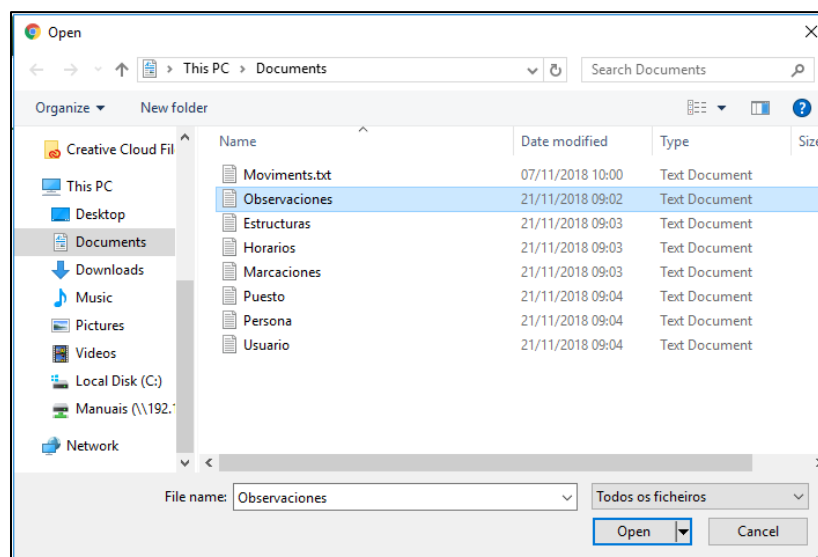 Open
This PC > Documents
Search Documents
Organize
New folder
Name
Date modified
Type
Size
Creative Cloud Fil
This PC
Desktop
Documents
Downloads
Music
Pictures
Videos
Local Disk (C:)
Manuais (\\192.
Network
Moviments.txt 07/11/2018 10:00 Text Document
Observaciones 21/11/2018 09:02 Text Document
Estructuras 21/11/2018 09:03 Text Document
Horarios 21/11/2018 09:03 Text Document
Marcaciones 21/11/2018 09:03 Text Document
Puesto 21/11/2018 09:04 Text Document
Persona 21/11/2018 09:04 Text Document
Usuario 21/11/2018 09:04 Text Document
File name: Observaciones
Todos os ficheiros
Open
Cancel